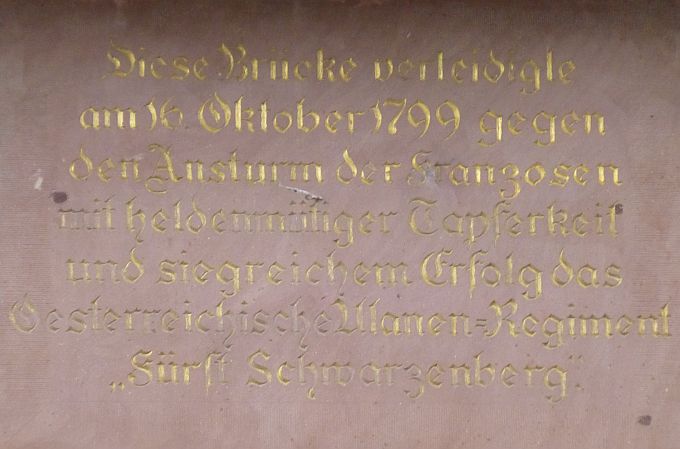 Diese Brücke verteidigte
am 16. Oktober 1799 gegen
den Ansturm der Franzosen
mit heldenmütiger Tapferkeit
und siegreichem Erfolg das
Oesterreichische Ulanen=Regiment
„Fürst Schwarzenberg“.